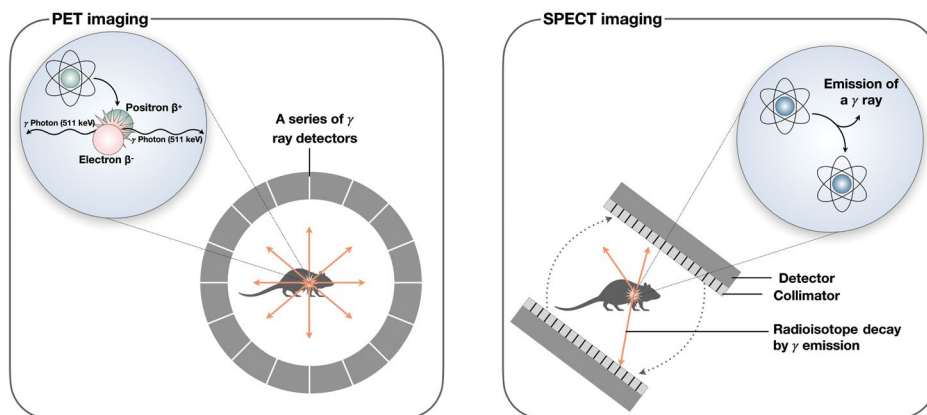 PET imaging
Positron β⁺
γ Photon (511 keV)
γ Photon (511 keV)
Electron β⁻
A series of γ
ray detectors
SPECT imaging
Emission of
a γ ray
Detector
Collimator
Radioisotope decay
by γ emission